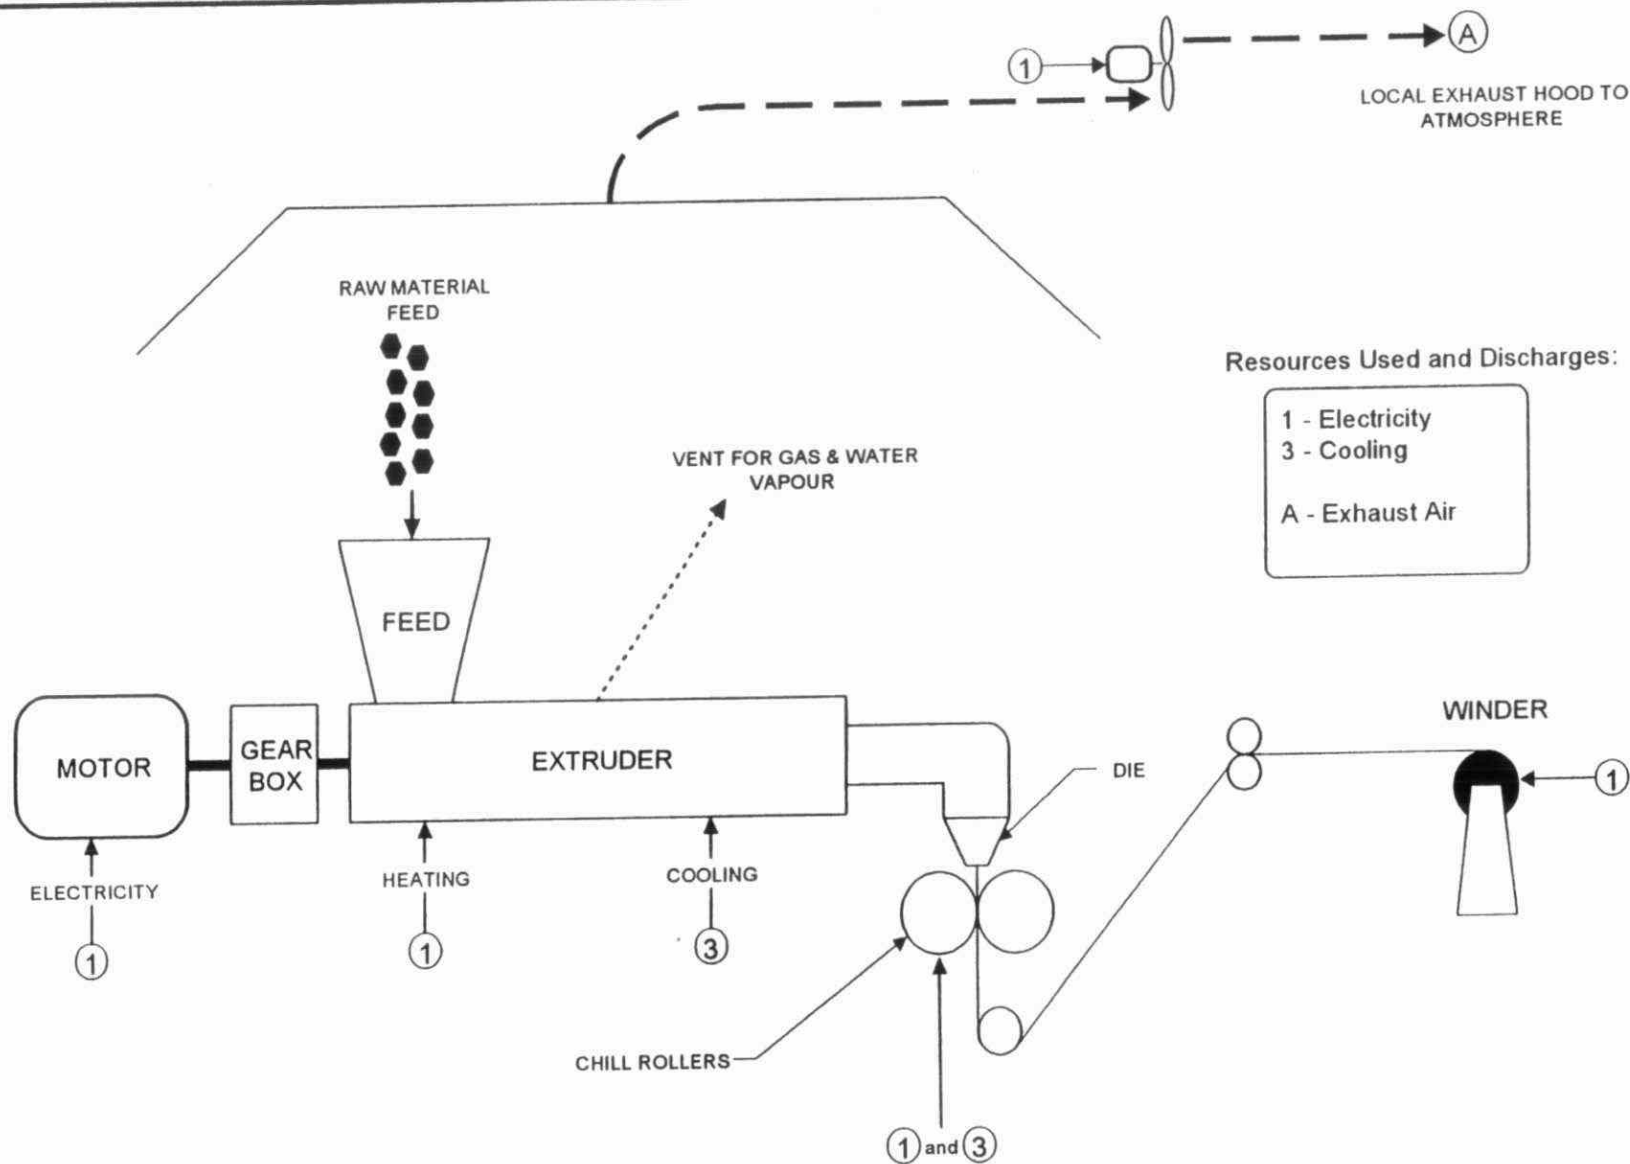 A
1
LOCAL EXHAUST HOOD TO
ATMOSPHERE
RAW MATERIAL
FEED
Resources Used and Discharges:
1 - Electricity
3 - Cooling
A - Exhaust Air
VENT FOR GAS & WATER
VAPOUR
FEED
MOTOR
GEAR
BOX
EXTRUDER
DIE
WINDER
1
ELECTRICITY
1
HEATING
1
COOLING
3
CHILL ROLLERS
1 and 3